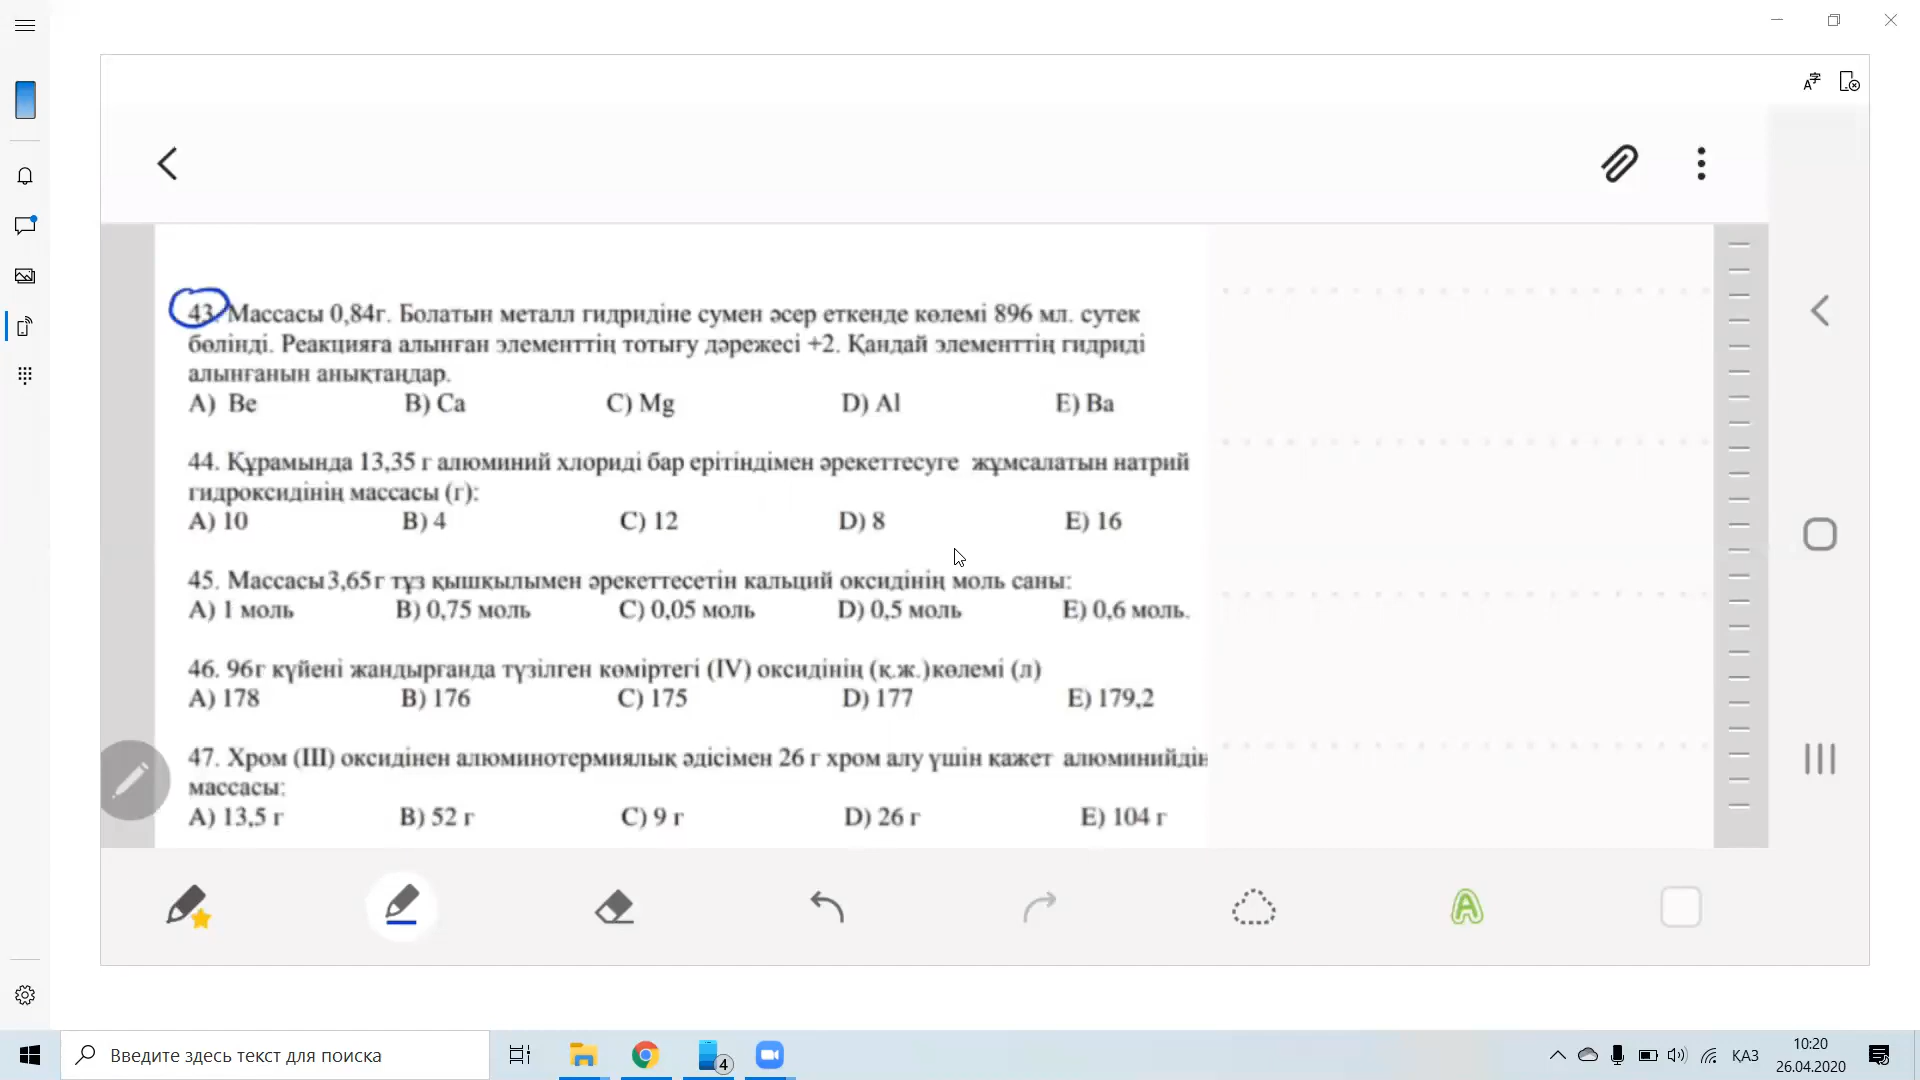 43. Массасы 0,84г. Болатын металл гидридіне сумен әсер еткенде көлемі 896 мл. сутек
бөлінді. Реакцияға алынған элементтің тотығу дәрежесі +2. Қандай элементтің гидриді
алынғанын анықтаңдар.
A) Be B) Ca C) Mg D) Al E) Ba
44. Құрамында 13,35 г алюминий хлориді бар ерітіндімен әрекеттесуге жұмсалатын натрий
гидроксидінің массасы (г):
A) 10 B) 4 C) 12 D) 8 E) 16
45. Массасы 3,65г тұз қышқылымен әрекеттесетін кальций оксидінің моль саны:
A) 1 моль B) 0,75 моль C) 0,05 моль D) 0,5 моль E) 0,6 моль.
46. 96г күйені жандырғанда түзілген көміртегі (IV) оксидінің (қ.ж.)көлемі (л)
A) 178 B) 176 C) 175 D) 177 E) 179,2
47. Хром (III) оксидінен алюминотермиялық әдісімен 26 г хром алу үшін қажет алюминийдің
массасы:
A) 13,5 г B) 52 г C) 9 г D) 26 г E) 104 г
Введите здесь текст для поиска
4
ҚАЗ
10:20
26.04.2020